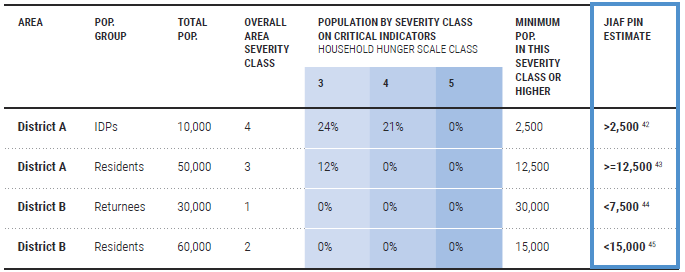 AREA POP. GROUP TOTAL POP. OVERALL AREA SEVERITY CLASS POPULATION BY SEVERITY CLASS ON CRITICAL INDICATORS HOUSEHOLD HUNGER SCALE CLASS MINIMUM POP. IN THIS SEVERITY CLASS OR HIGHER JIAF PIN ESTIMATE
3 4 5
District A IDPs 10,000 4 24% 21% 0% 2,500 >2,500 42
District A Residents 50,000 3 12% 0% 0% 12,500 >=12,500 43
District B Returnees 30,000 1 0% 0% 0% 30,000 <7,500 44
District B Residents 60,000 2 0% 0% 0% 15,000 <15,000 45